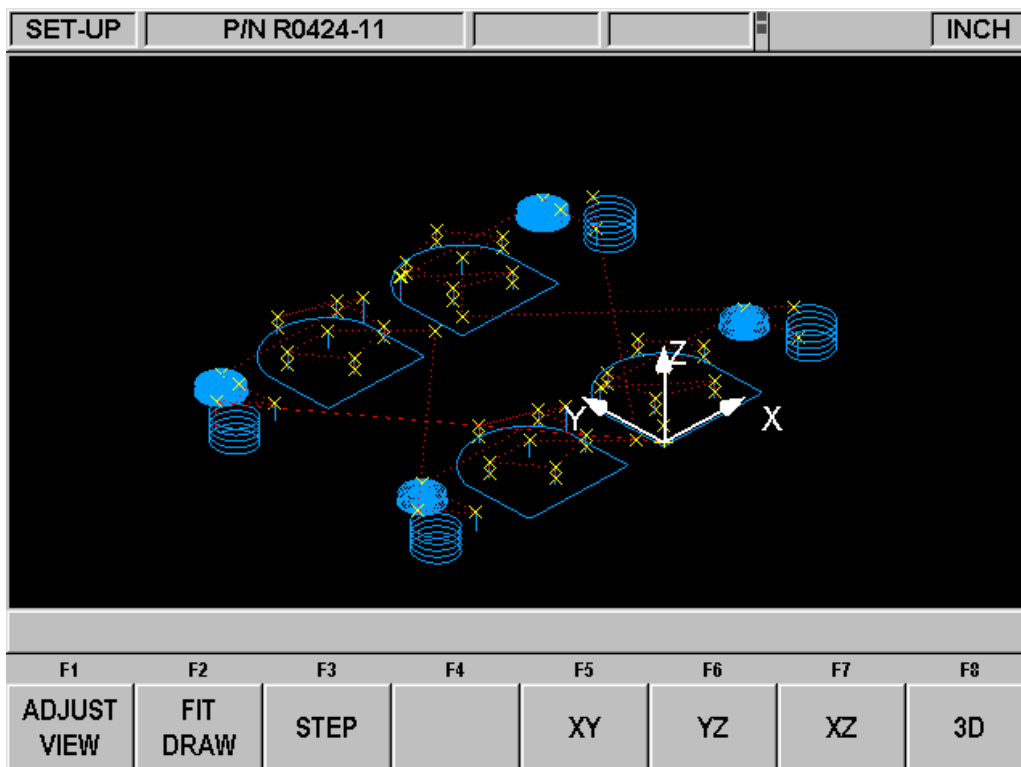 SET-UP P/N R0424-11 INCH
Z
Y X
F1 F2 F3 F4 F5 F6 F7 F8
ADJUST FIT STEP XY YZ XZ 3D
VIEW DRAW